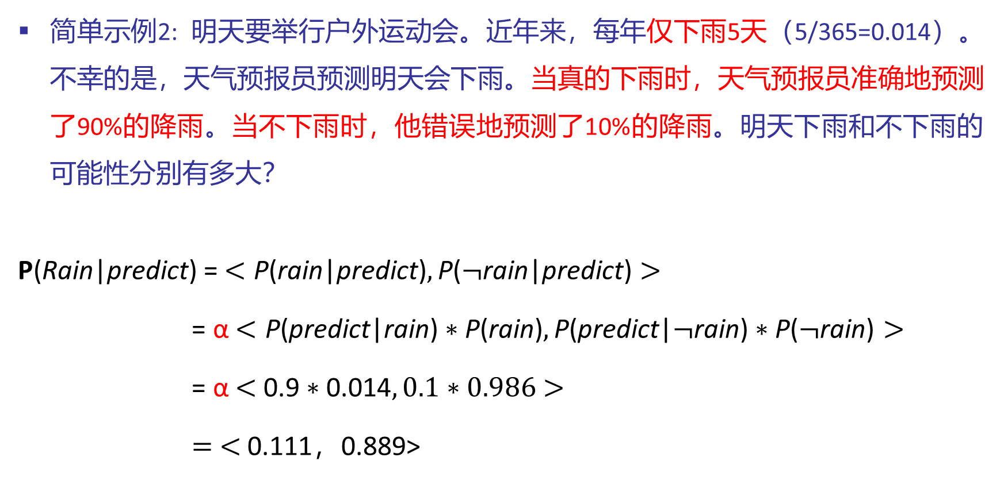 ▪ 简单示例2: 明天要举行户外运动会。近年来，每年仅下雨5天（5/365=0.014）。
不幸的是，天气预报员预测明天会下雨。当真的下雨时，天气预报员准确地预测
了90%的降雨。当不下雨时，他错误地预测了10%的降雨。明天下雨和不下雨的
可能性分别有多大?
P(Rain|predict) = < P(rain|predict), P(¬rain|predict) >
= α < P(predict|rain) ∗ P(rain), P(predict|¬rain) ∗ P(¬rain) >
= α < 0.9 ∗ 0.014, 0.1 ∗ 0.986 >
= < 0.111， 0.889>